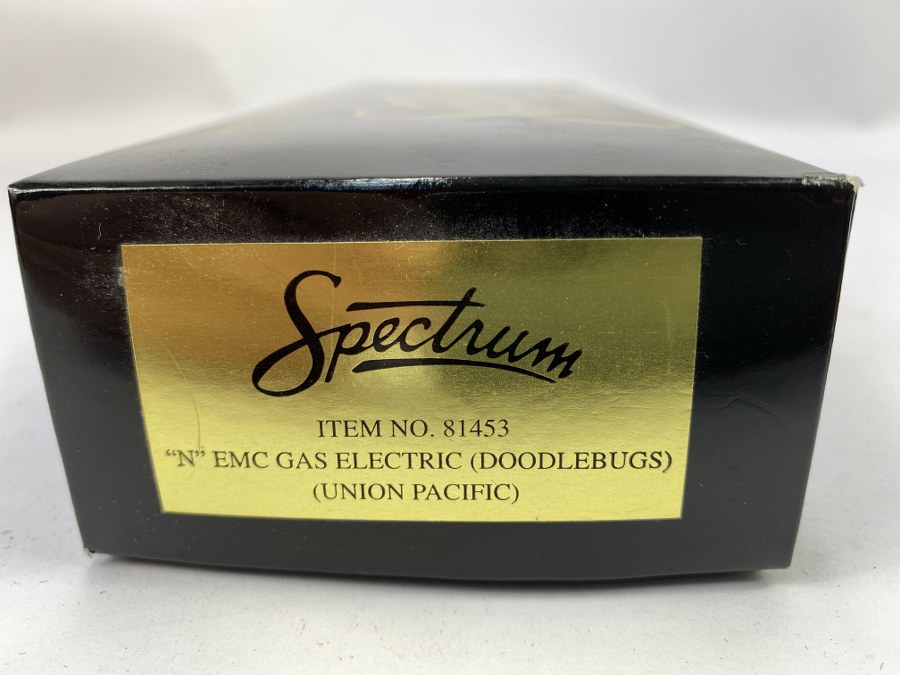 Spectrum
ITEM NO. 81453
“N” EMC GAS ELECTRIC (DOODLEBUGS)
(UNION PACIFIC)